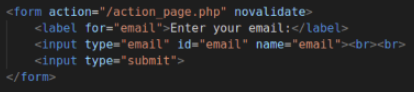 <form action="/action_page.php" novalidate>
    <label for="email">Enter your email:</label>
    <input type="email" id="email" name="email"><br><br>
    <input type="submit">
</form>